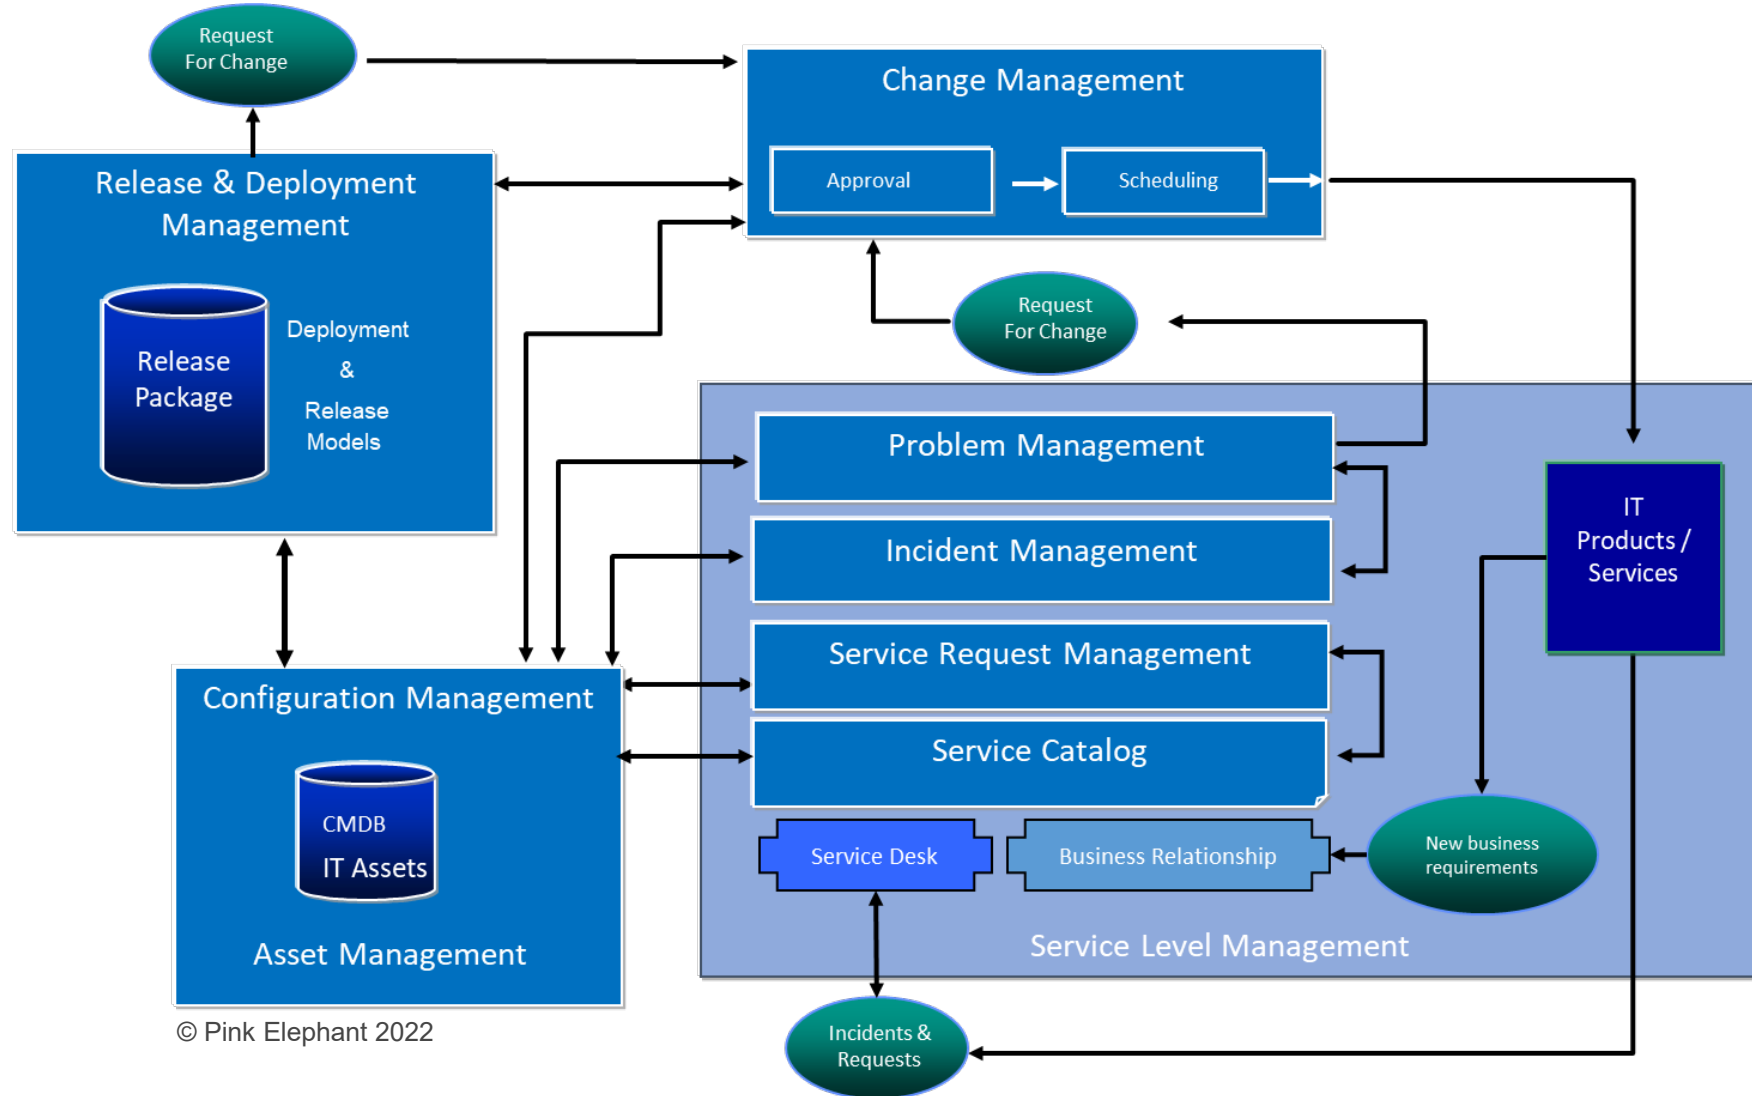 Request
For Change
Change Management
Approval
Scheduling
Release & Deployment
Management
Release
Package
Deployment
&
Release
Models
Request
For Change
Problem Management
Incident Management
Service Request Management
Service Catalog
IT
Products /
Services
Configuration Management
CMDB
IT Assets
Asset Management
Service Desk
Business Relationship
New business
requirements
Service Level Management
Incidents &
Requests
© Pink Elephant 2022